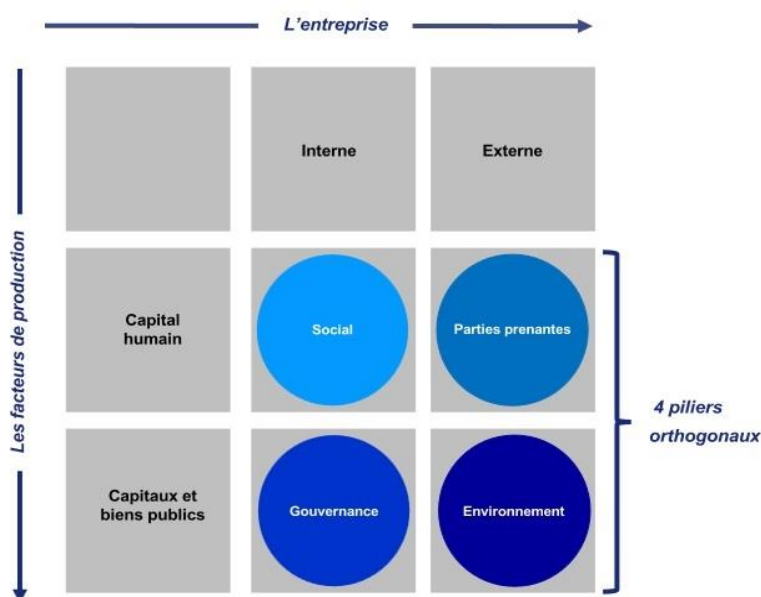 L'entreprise
Interne
Externe
Les facteurs de production
Capital
humain
Social
Parties prenantes
4 piliers
orthogonaux
Capitaux et
biens publics
Gouvernance
Environnement